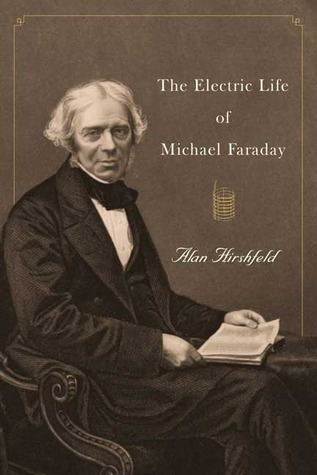 The Electric Life
of
Michael Faraday
Alan Hirshfeld